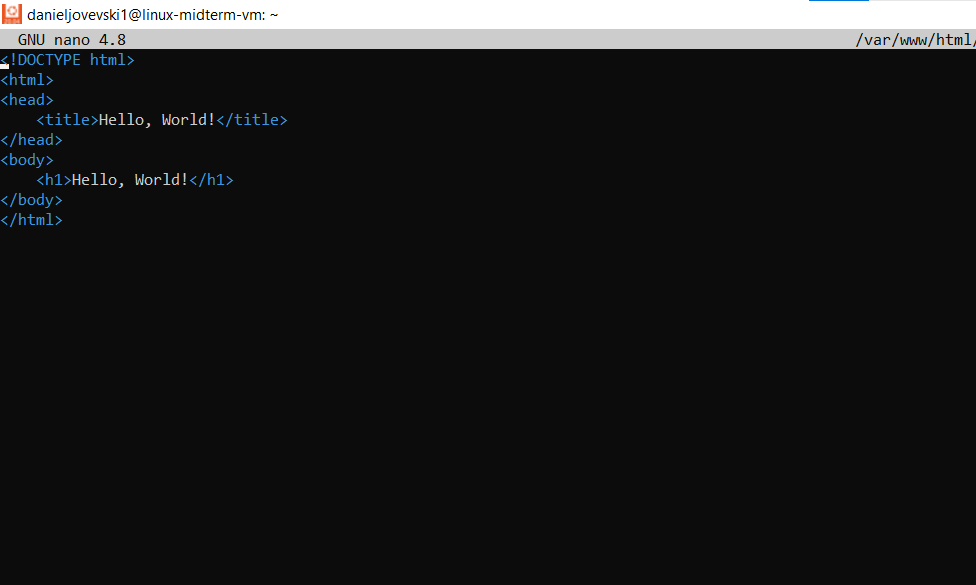 danieljovevski1@linux-midterm-vm: ~
GNU nano 4.8 /var/www/html/
<!DOCTYPE html>
<html>
<head>
    <title>Hello, World!</title>
</head>
<body>
    <h1>Hello, World!</h1>
</body>
</html>